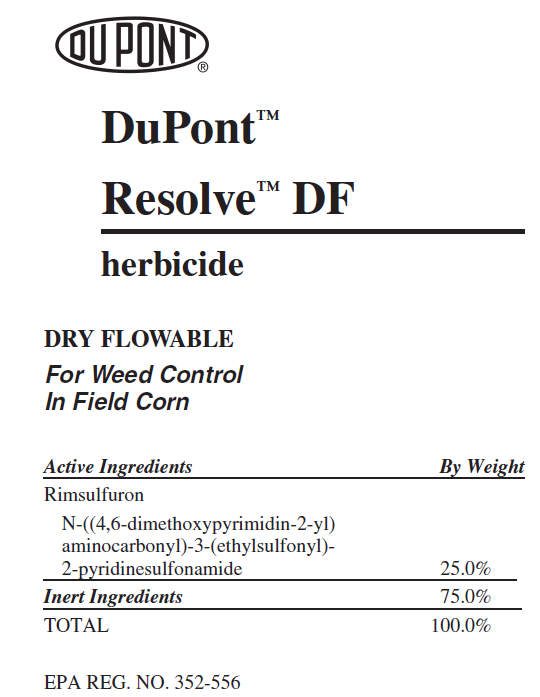 DU PONT®
DuPont™
Resolve™ DF
herbicide
DRY FLOWABLE
For Weed Control
In Field Corn
Active Ingredients By Weight
Rimsulfuron
N-((4,6-dimethoxypyrimidin-2-yl)
aminocarbonyl)-3-(ethylsulfonyl)-
2-pyridinesulfonamide 25.0%
Inert Ingredients 75.0%
TOTAL 100.0%
EPA REG. NO. 352-556